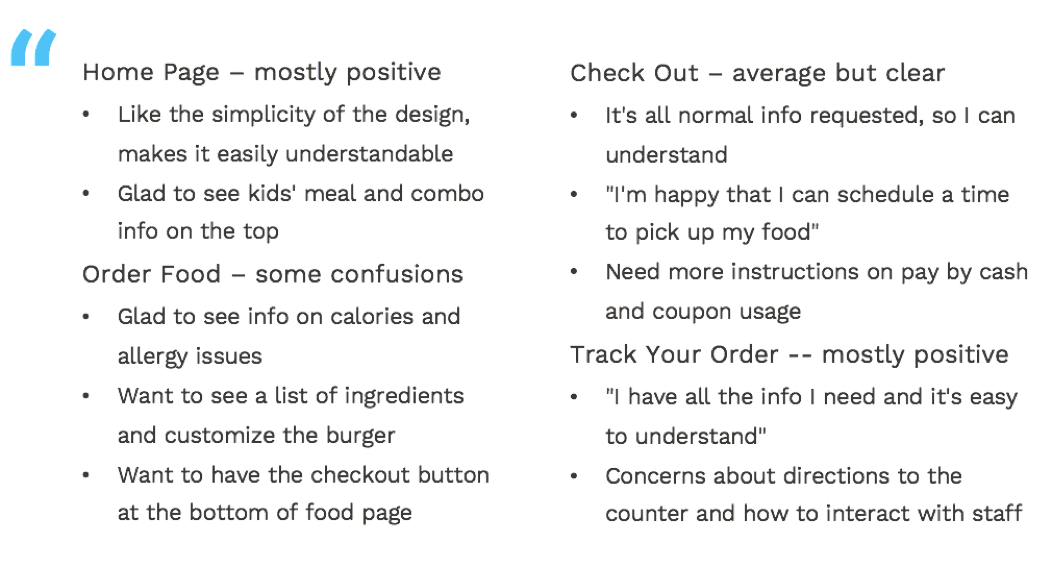 “
Home Page – mostly positive
• Like the simplicity of the design,
makes it easily understandable
• Glad to see kids' meal and combo
info on the top
Order Food – some confusions
• Glad to see info on calories and
allergy issues
• Want to see a list of ingredients
and customize the burger
• Want to have the checkout button
at the bottom of food page
Check Out – average but clear
• It's all normal info requested, so I can
understand
• "I'm happy that I can schedule a time
to pick up my food"
• Need more instructions on pay by cash
and coupon usage
Track Your Order -- mostly positive
• "I have all the info I need and it's easy
to understand"
• Concerns about directions to the
counter and how to interact with staff